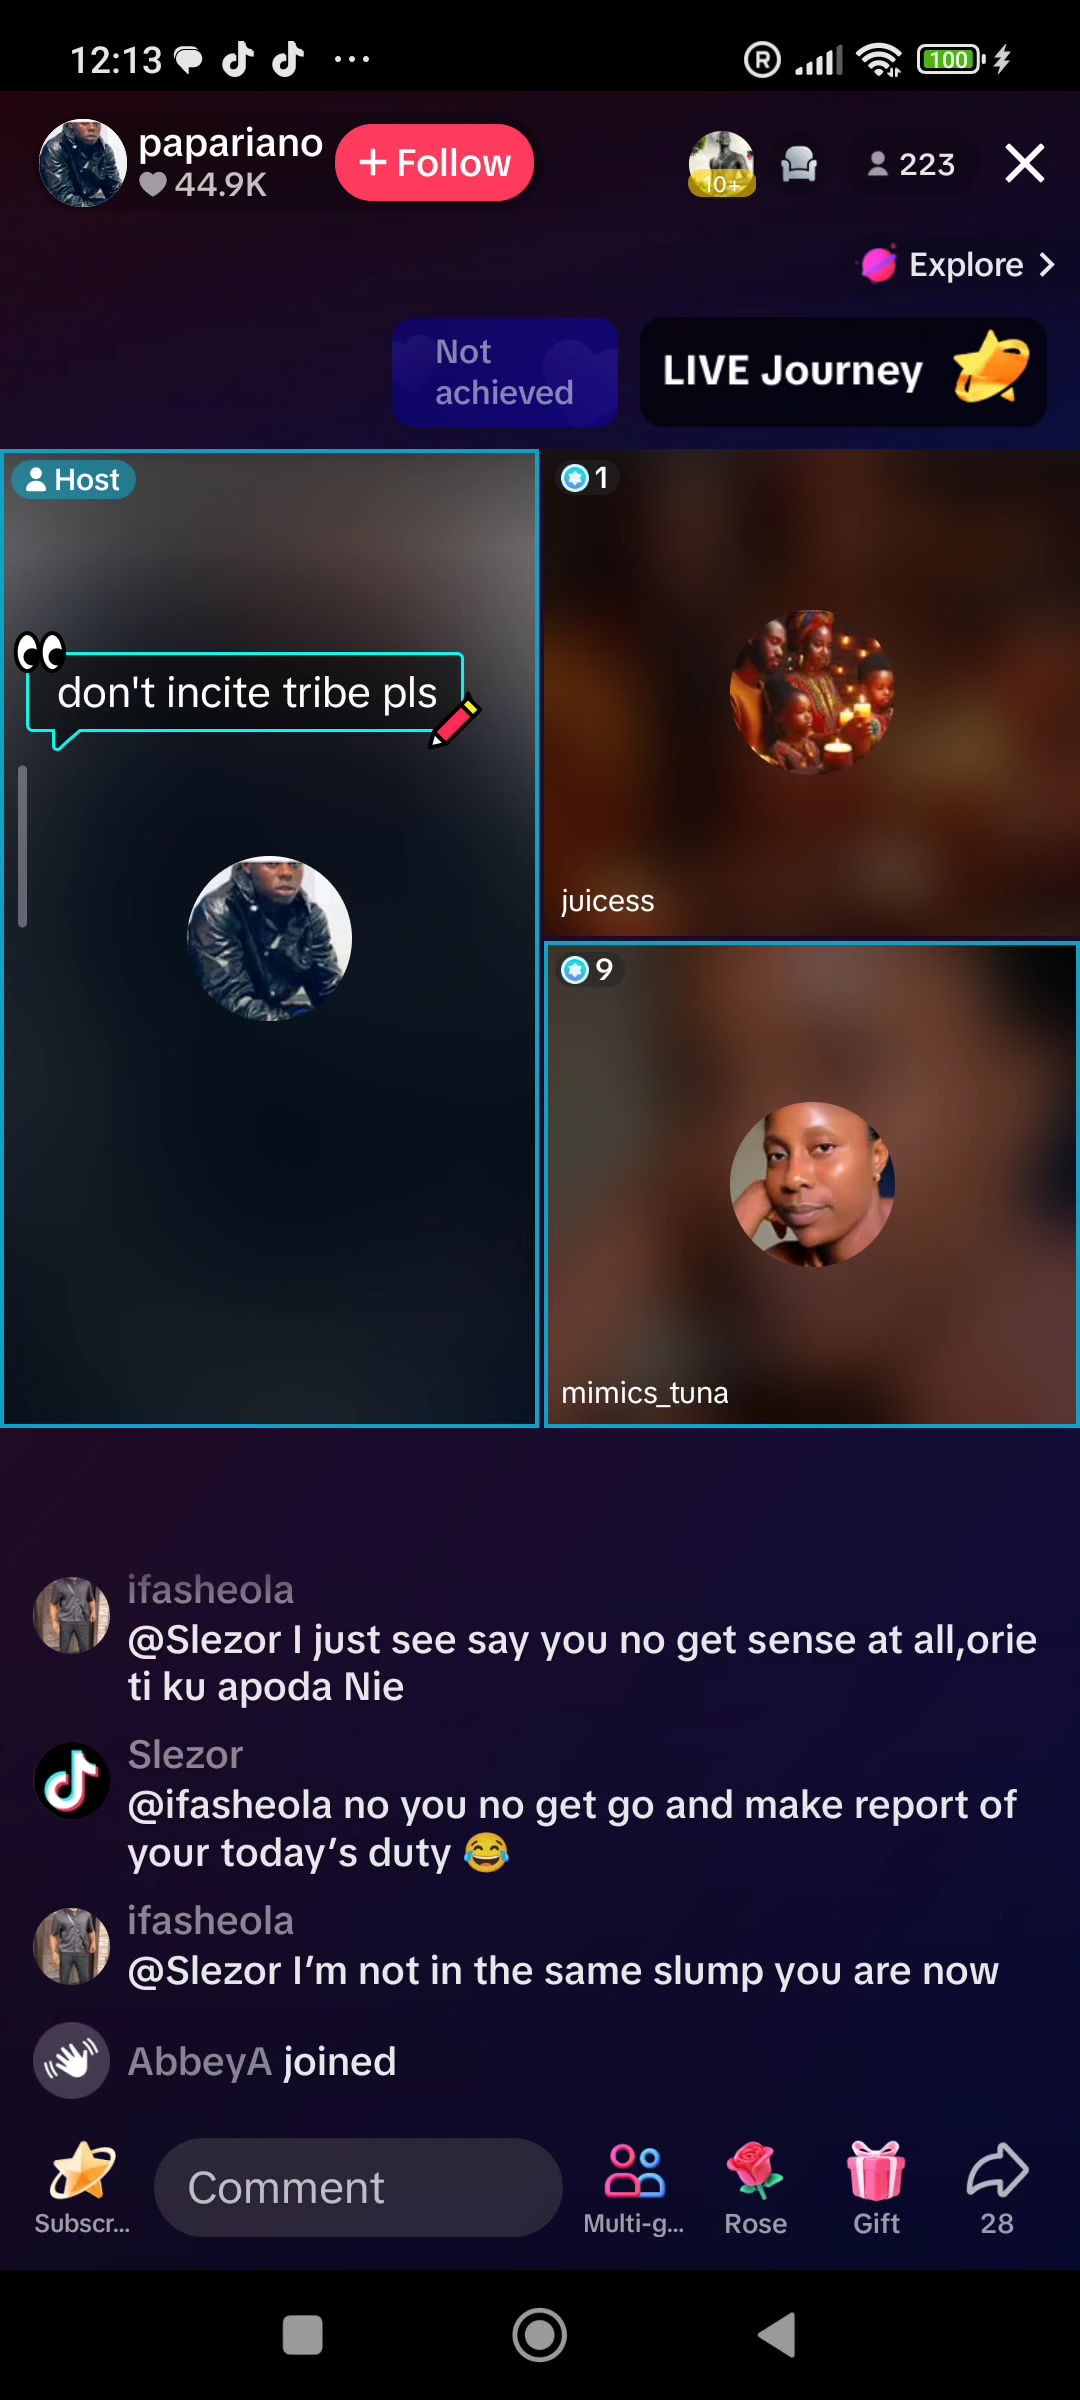 12:13
R
100
papariano
44.9K
+ Follow
10+
223
Explore
Not
achieved
LIVE Journey
Host
don't incite tribe pls
1
juicess
9
mimics_tuna
ifasheola
@Slezor I just see say you no get sense at all,orie
ti ku apoda Nie
Slezor
@ifasheola no you no get go and make report of
your today’s duty 😂
ifasheola
@Slezor I’m not in the same slump you are now
AbbeyA joined
Subscr...
Comment
Multi-g...
Rose
Gift
28